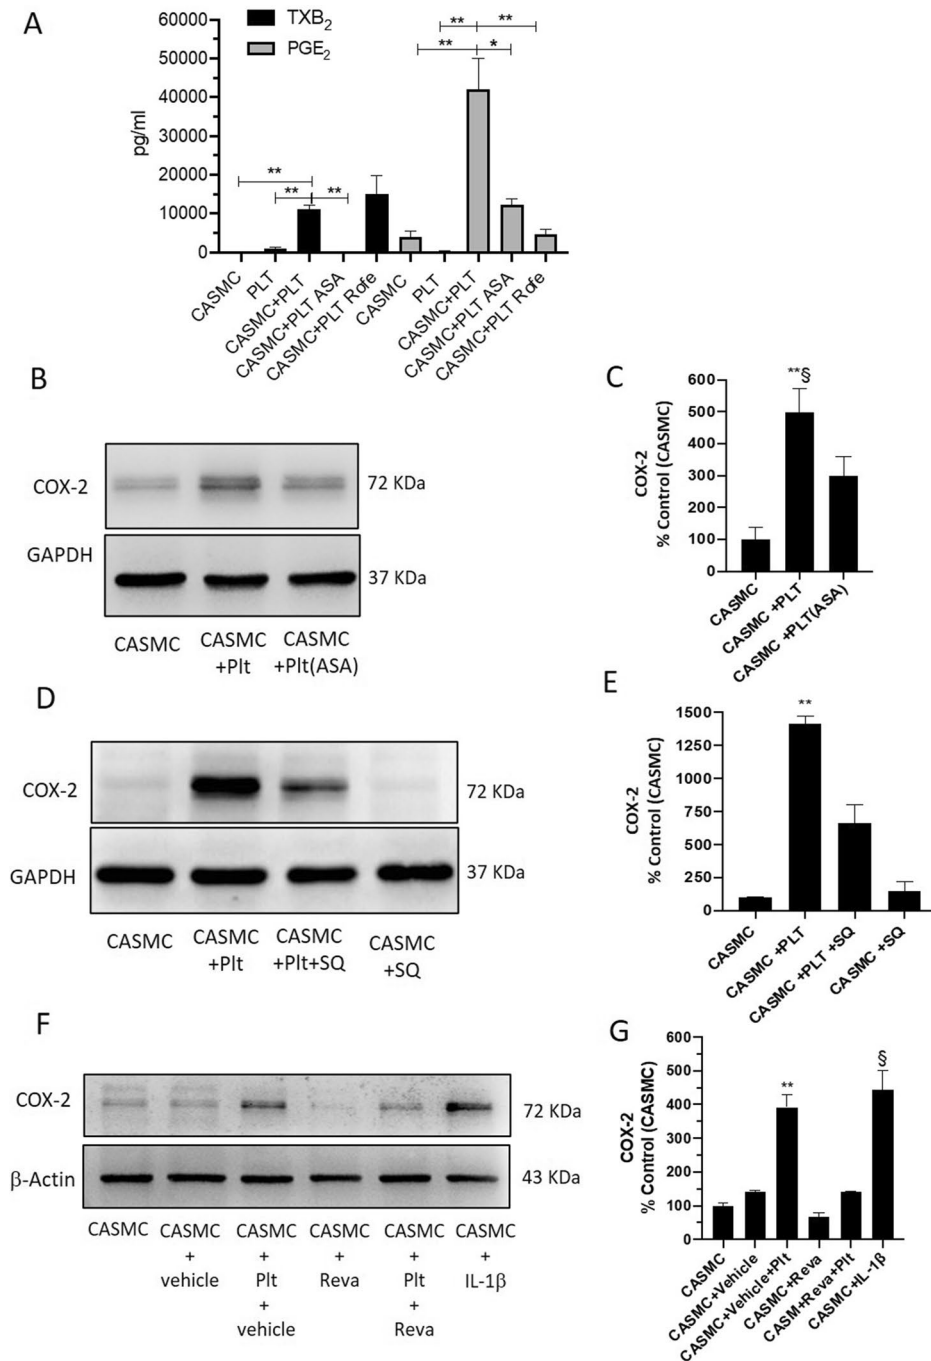 A
TXB2
PGE2
pg/ml
60000
50000
40000
30000
20000
10000
0
** ** ** ** ** ** *
CASMC
PLT
CASMC+PLT
CASMC+PLT ASA
CASMC+PLT Rofe
CASMC
PLT
CASMC+PLT
CASMC+PLT ASA
CASMC+PLT Rofe
B
COX-2
72 KDa
GAPDH
37 KDa
CASMC
CASMC
+Plt
CASMC
+Plt(ASA)
C
COX-2
% Control (CASMC)
600
500
400
300
200
100
0
**§
CASMC
CASMC +PLT
CASMC +PLT(ASA)
D
COX-2
72 KDa
GAPDH
37 KDa
CASMC
CASMC
+Plt
CASMC
+Plt+SQ
CASMC
+SQ
E
COX-2
% Control (CASMC)
1500
1250
750
500
250
0
**
CASMC
CASMC +PLT
CASMC +PLT +SQ
CASMC +SQ
F
COX-2
72 KDa
β-Actin
43 KDa
CASMC
CASMC
+
vehicle
CASMC
+
Plt
+
vehicle
CASMC
+
Reva
CASMC
+
Plt
+
Reva
CASMC
+
IL-1β
G
COX-2
% Control (CASMC)
600
500
400
300
200
100
0
**
§
CASMC
CASMC+Vehicle
CASMC+Vehicle+Plt
CASMC+Reva
CASM+Reva+Plt
CASMC+IL-1β